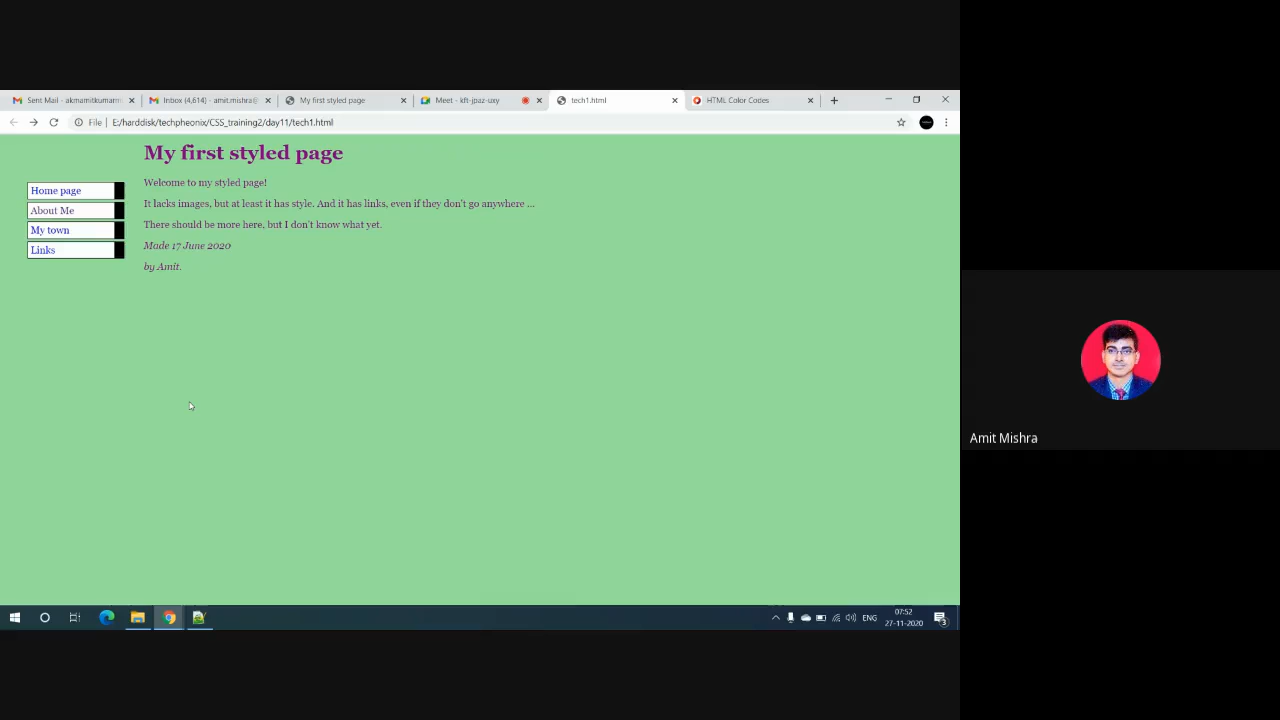 Sent Mail - akmamitkumarm
Inbox (4,614) - amit.mishra@
My first styled page
Meet - kft-jpaz-uxy
tech1.html
HTML Color Codes
File
E:/harddisk/techpheonix/CSS_training2/day11/tech1.html
My first styled page
Welcome to my styled page!
It lacks images, but at least it has style. And it has links, even if they don't go anywhere ...
There should be more here, but I don't know what yet.
Made 17 June 2020
by Amit.
Home page
About Me
My town
Links
Amit Mishra
ENG
07:52
27-11-2020
3